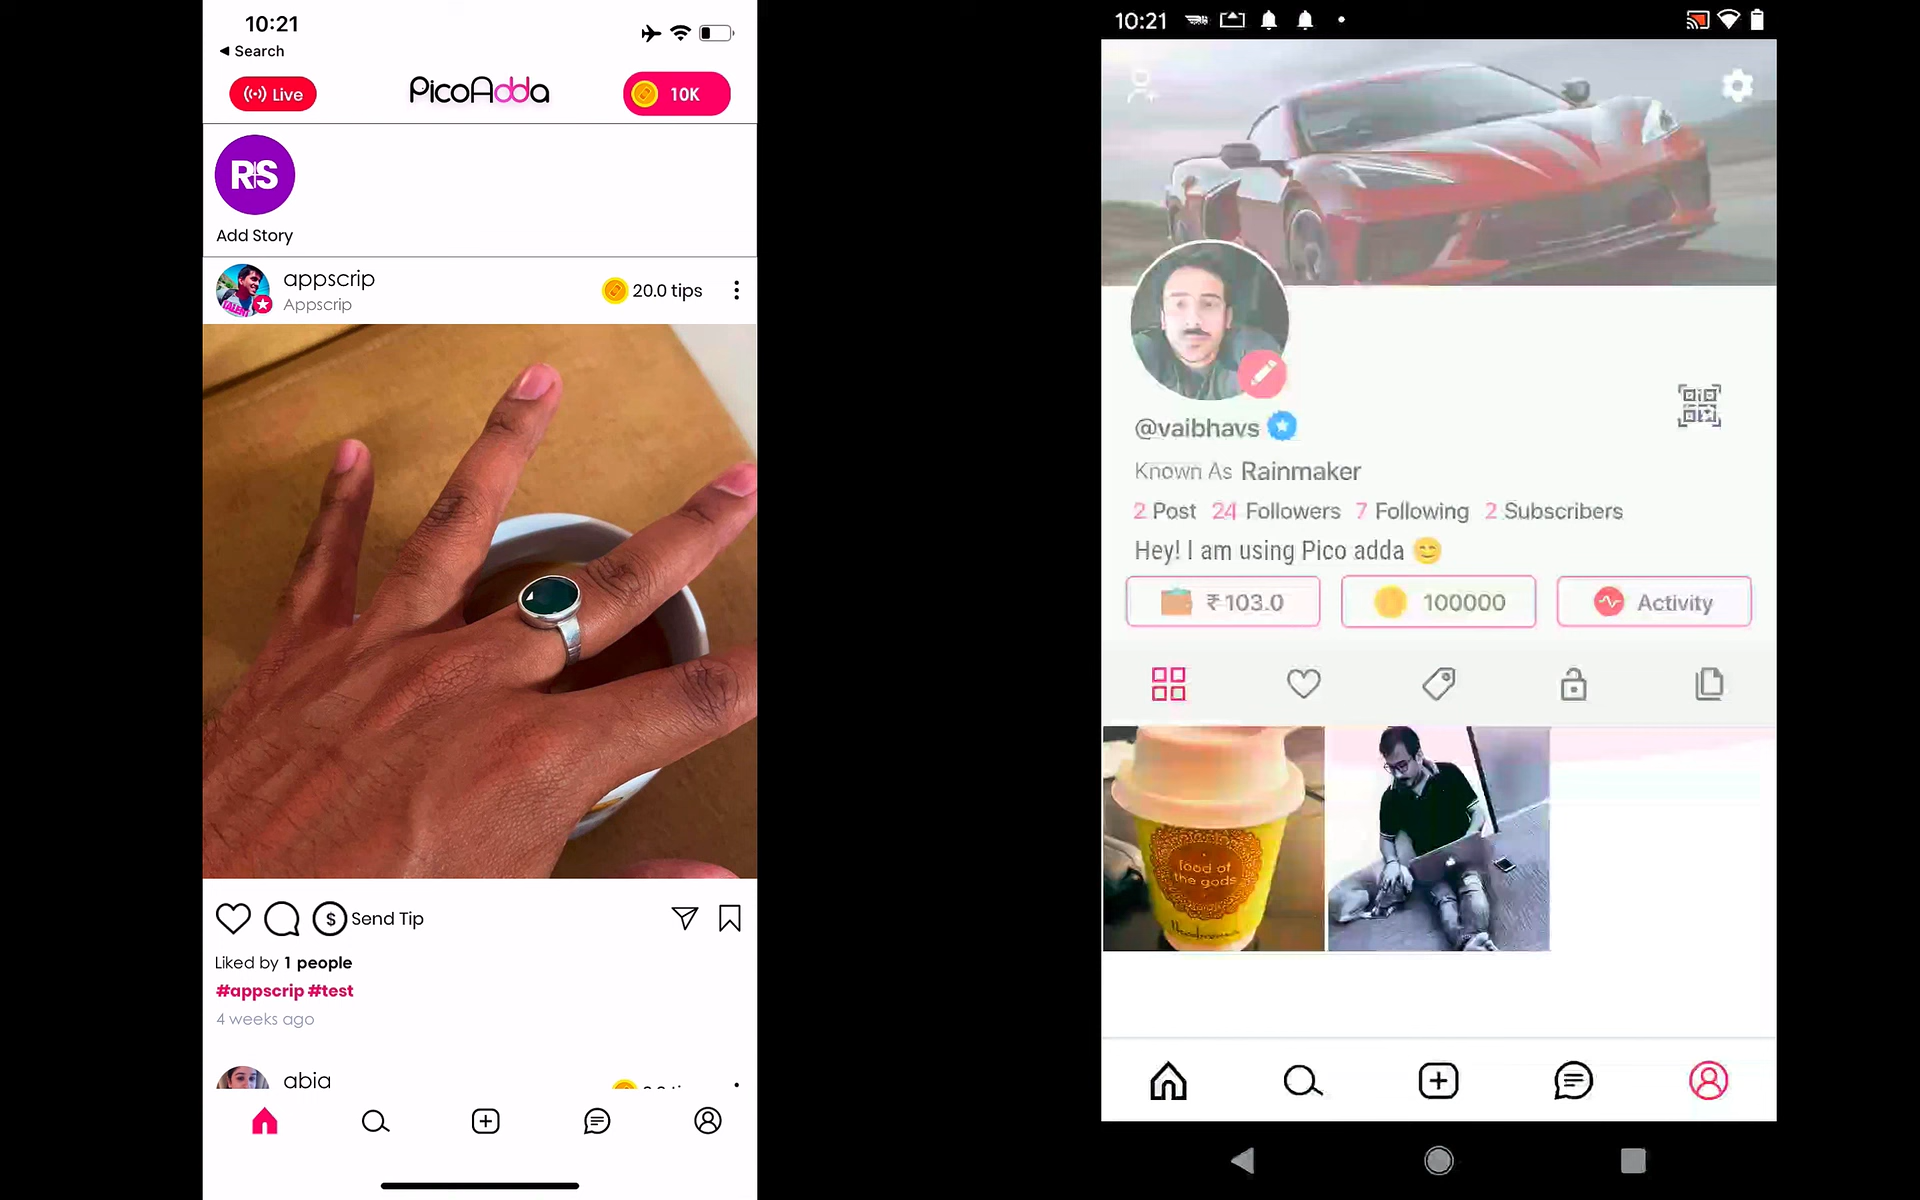 10:21
Search
Live
PicoAdda
10K
RS
Add Story
appscrip
Appscrip
TALENT
20.0 tips
$ Send Tip
Liked by 1 people
#appscrip #test
4 weeks ago
abia
10:21
@vaibhavs
Known As Rainmaker
2 Post 24 Followers 7 Following 2 Subscribers
Hey! I am using Pico adda 😊
₹ 103.0
100000
Activity
food of
the gods